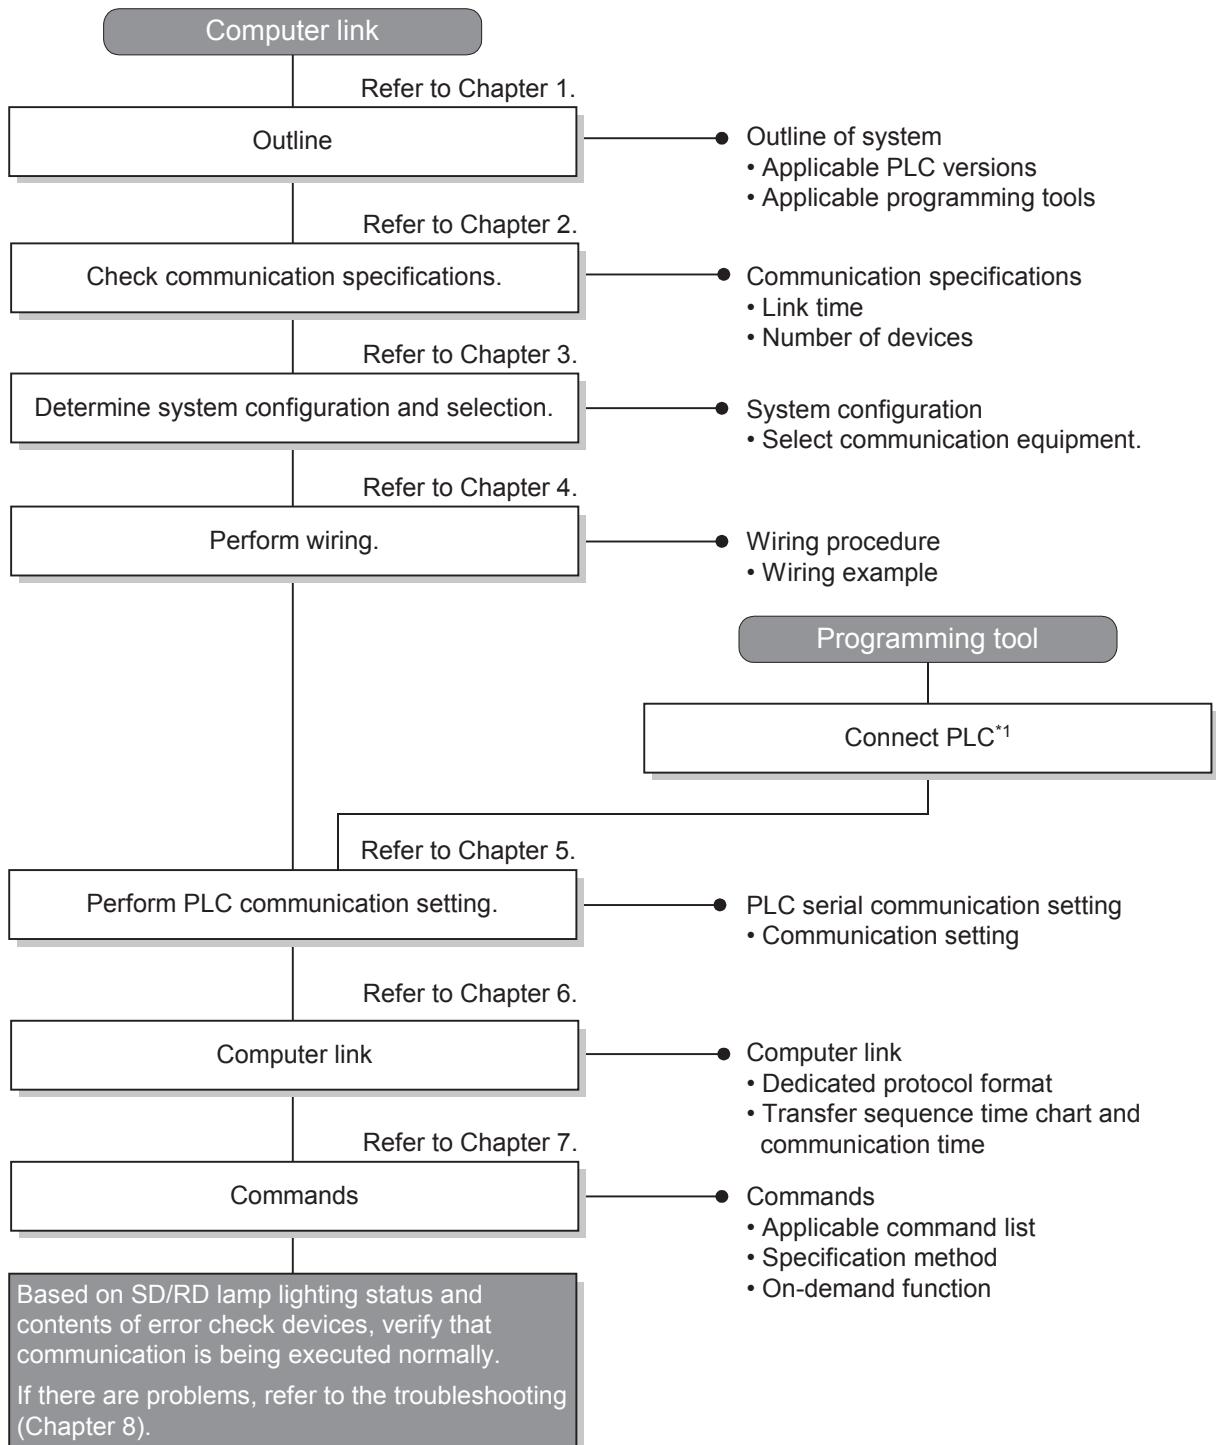 Computer link
Refer to Chapter 1.
Outline
Outline of system
• Applicable PLC versions
• Applicable programming tools
Refer to Chapter 2.
Check communication specifications.
Communication specifications
• Link time
• Number of devices
Refer to Chapter 3.
Determine system configuration and selection.
System configuration
• Select communication equipment.
Refer to Chapter 4.
Perform wiring.
Wiring procedure
• Wiring example
Programming tool
Connect PLC*1
Refer to Chapter 5.
Perform PLC communication setting.
PLC serial communication setting
• Communication setting
Refer to Chapter 6.
Computer link
Computer link
• Dedicated protocol format
• Transfer sequence time chart and
communication time
Refer to Chapter 7.
Commands
Commands
• Applicable command list
• Specification method
• On-demand function
Based on SD/RD lamp lighting status and
contents of error check devices, verify that
communication is being executed normally.
If there are problems, refer to the troubleshooting
(Chapter 8).